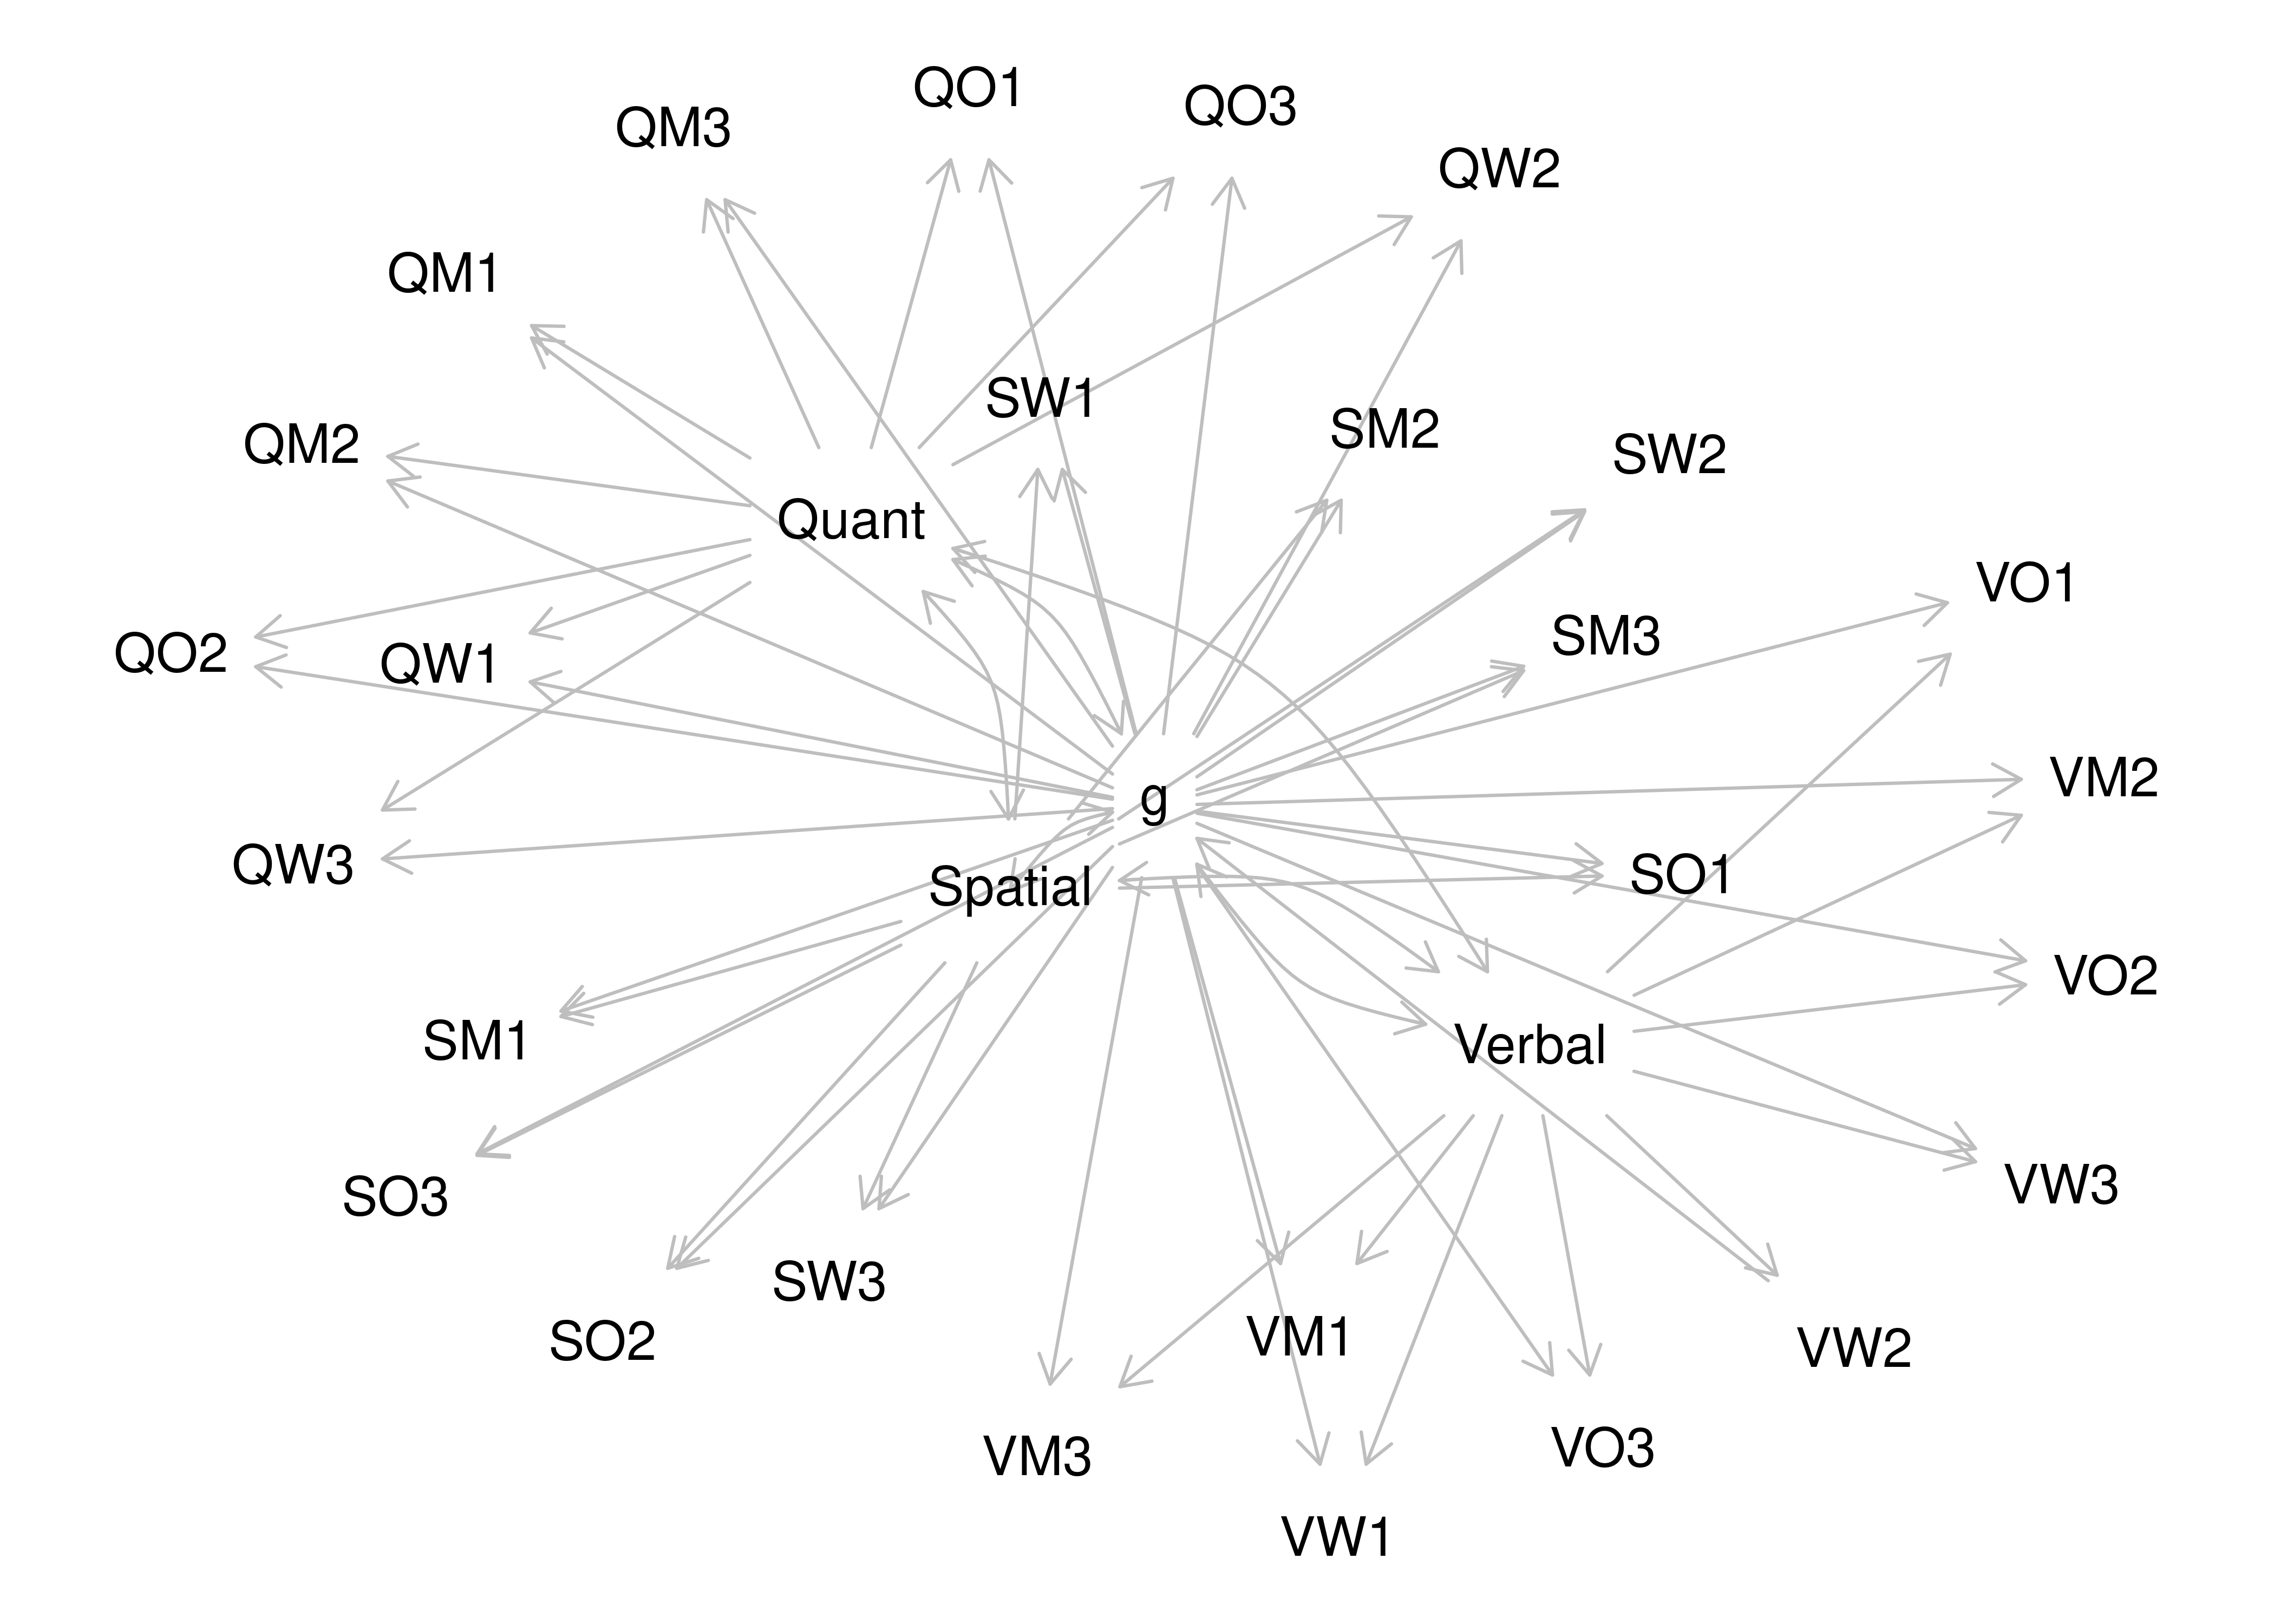 QO1
QO3
QM3
QW2
QM1
SW1
SM2
QM2
SW2
Quant
VO1
SM3
QO2
QW1
VM2
g
QW3
SO1
Spatial
VO2
SM1
Verbal
VW3
SO3
SW3
VM1
SO2
VW2
VO3
VM3
VW1